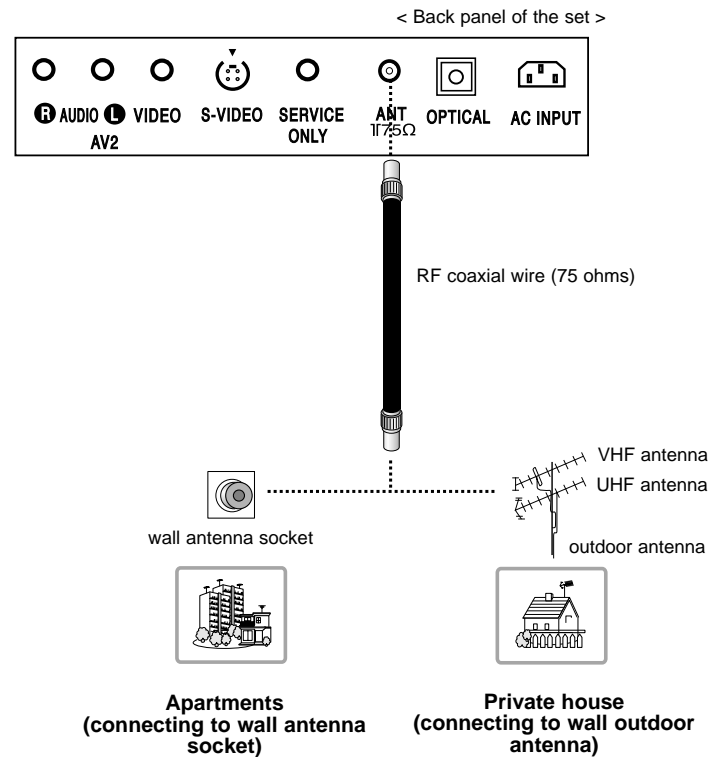 < Back panel of the set >
R AUDIO L VIDEO S-VIDEO SERVICE ONLY ANT 75Ω OPTICAL AC INPUT
AV2
RF coaxial wire (75 ohms)
VHF antenna
UHF antenna
wall antenna socket
outdoor antenna
Apartments
(connecting to wall antenna
socket)
Private house
(connecting to wall outdoor
antenna)